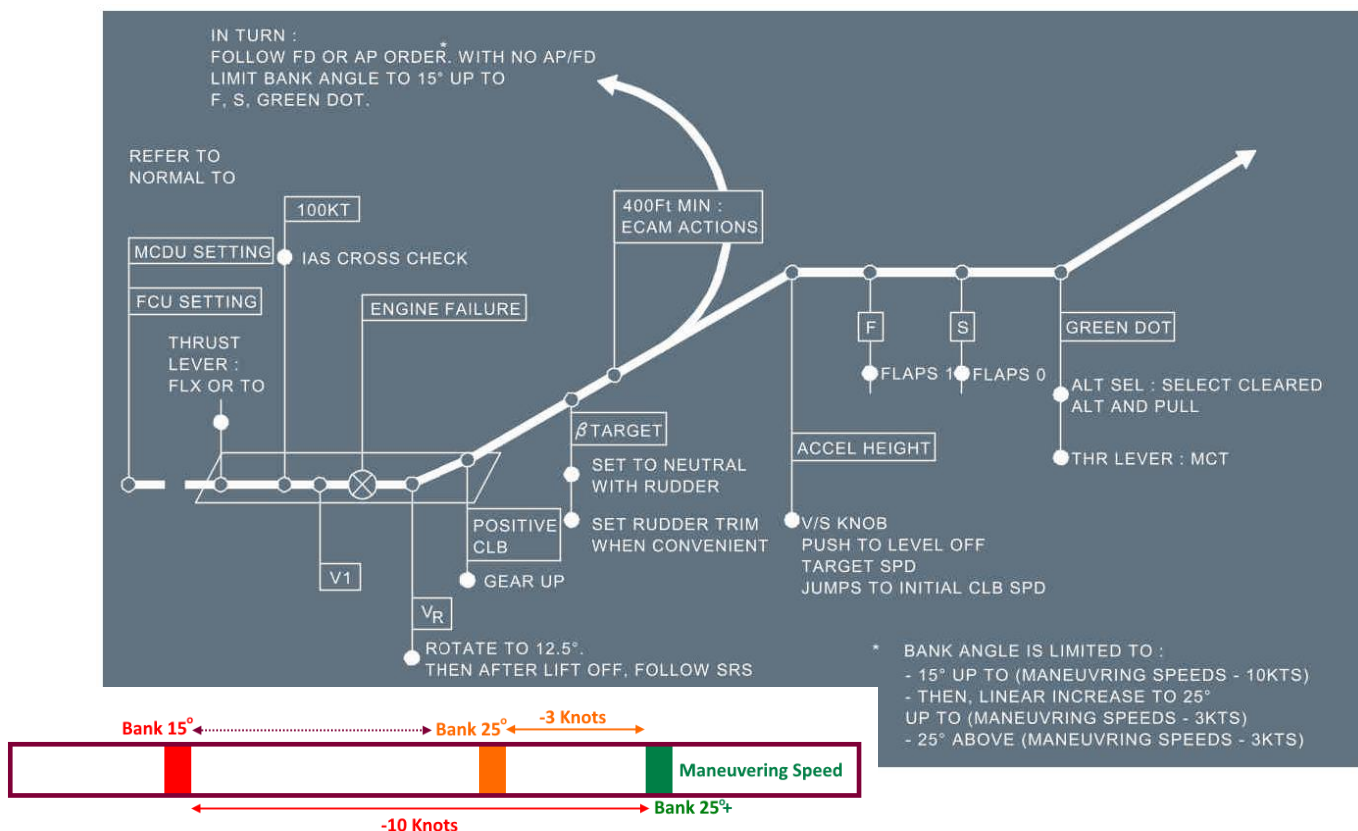 IN TURN :
FOLLOW FD OR AP ORDER.* WITH NO AP/FD
LIMIT BANK ANGLE TO 15° UP TO
F, S, GREEN DOT.
REFER TO
NORMAL TO
100KT
400Ft MIN :
ECAM ACTIONS
MCDU SETTING
IAS CROSS CHECK
FCU SETTING
ENGINE FAILURE
F
S
GREEN DOT
THRUST
LEVER :
FLX OR TO
FLAPS 1
FLAPS 0
ALT SEL : SELECT CLEARED
ALT AND PULL
β TARGET
ACCEL HEIGHT
THR LEVER : MCT
SET TO NEUTRAL
WITH RUDDER
POSITIVE
CLB
SET RUDDER TRIM
WHEN CONVENIENT
V/S KNOB
PUSH TO LEVEL OFF
TARGET SPD
JUMPS TO INITIAL CLB SPD
V1
GEAR UP
VR
ROTATE TO 12.5°.
THEN AFTER LIFT OFF, FOLLOW SRS
* BANK ANGLE IS LIMITED TO :
- 15° UP TO (MANEUVRING SPEEDS - 10KTS)
- THEN, LINEAR INCREASE TO 25°
UP TO (MANEUVRING SPEEDS - 3KTS)
- 25° ABOVE (MANEUVRING SPEEDS - 3KTS)
Bank 15°
Bank 25°
-3 Knots
Maneuvering Speed
Bank 25°+
-10 Knots